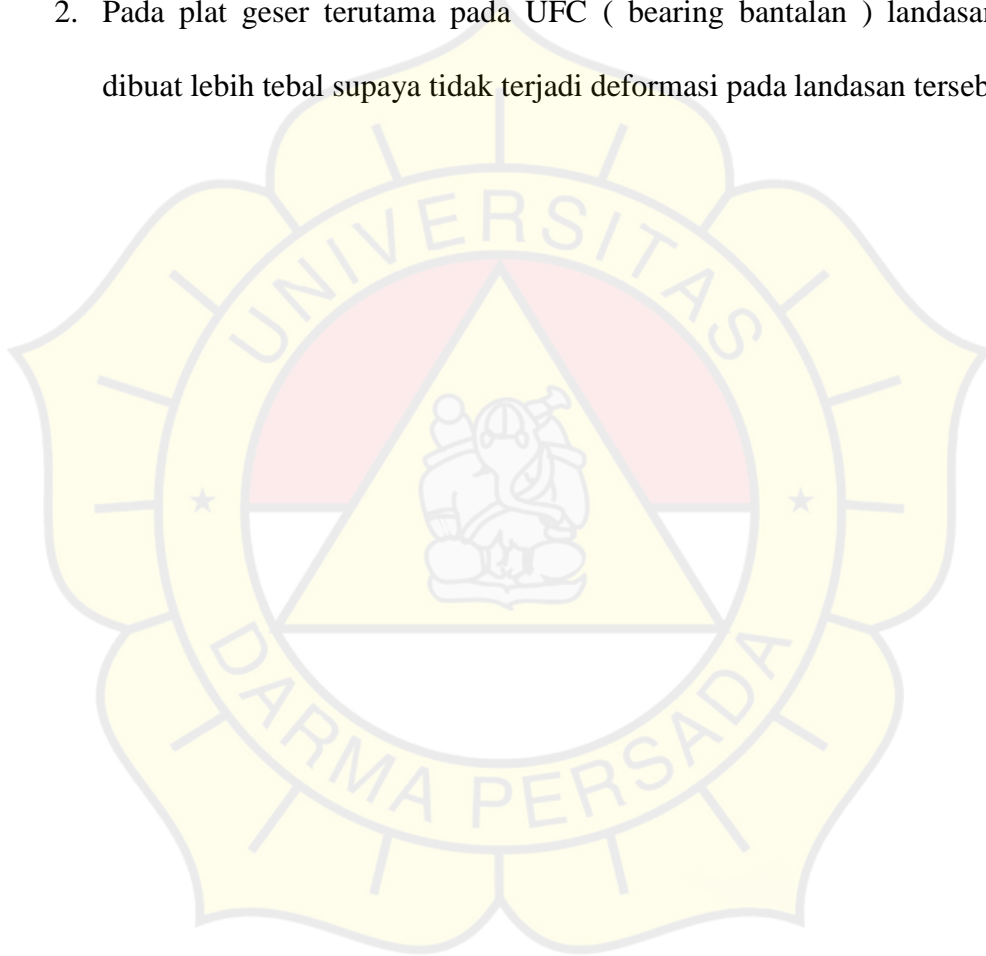 2. Pada plat geser terutama pada UFC ( bearing bantalan ) landasan
dibuat lebih tebal supaya tidak terjadi deformasi pada landasan terseb
UNIVERSITAS
DARMA PERSADA